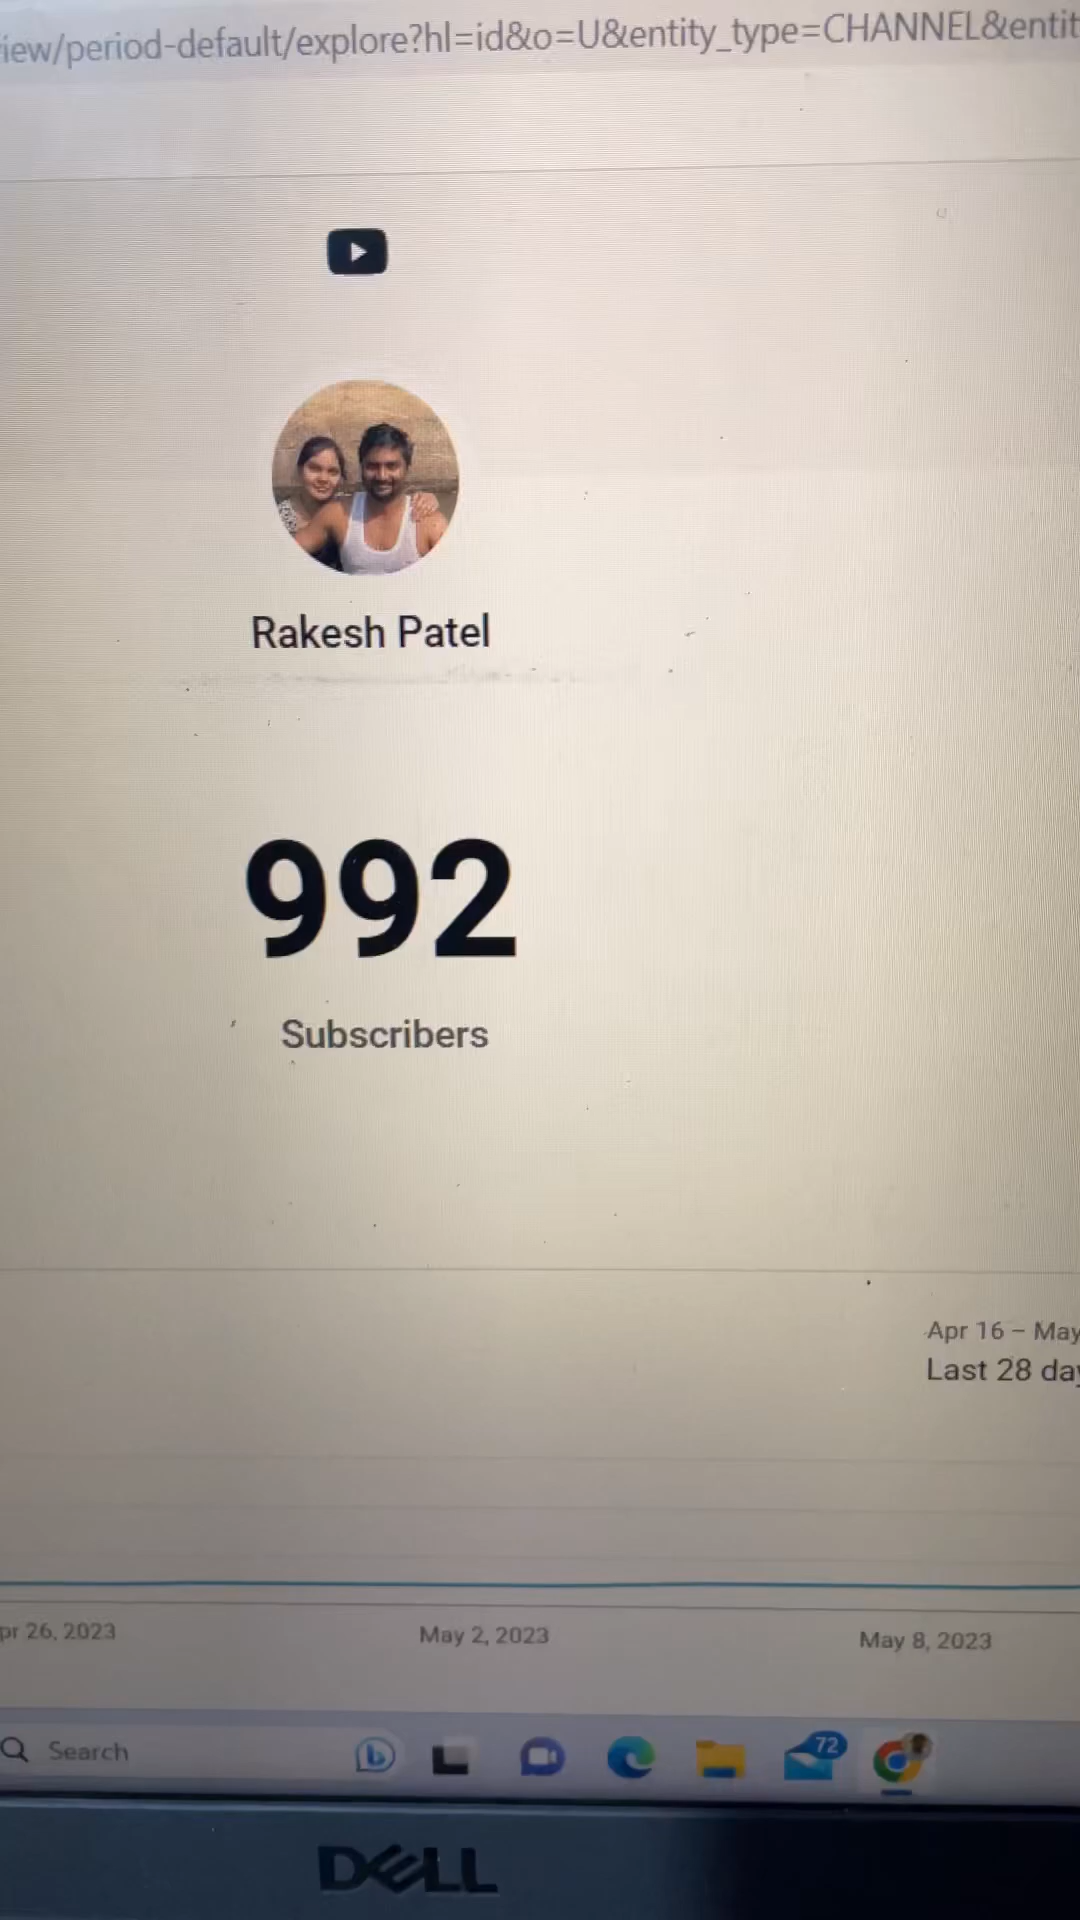 iew/period-default/explore?hl=id&o=U&entity_type=CHANNEL&entit
Rakesh Patel
992
Subscribers
Apr 16 – May
Last 28 day
pr 26, 2023
May 2, 2023
May 8, 2023
Search
72
DELL